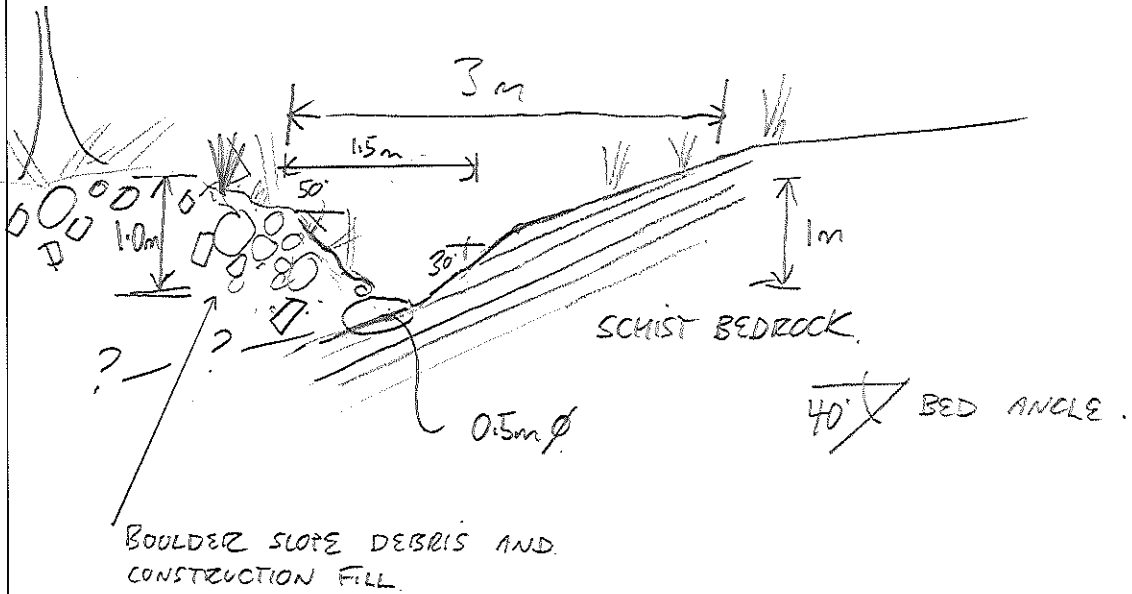 3m
1.5m
50°
1.0m
30°
1m
SCHIST BEDROCK.
? — ?
40° BED ANGLE.
0.5m ϕ
BOULDER SLOPE DEBRIS AND
CONSTRUCTION FILL.